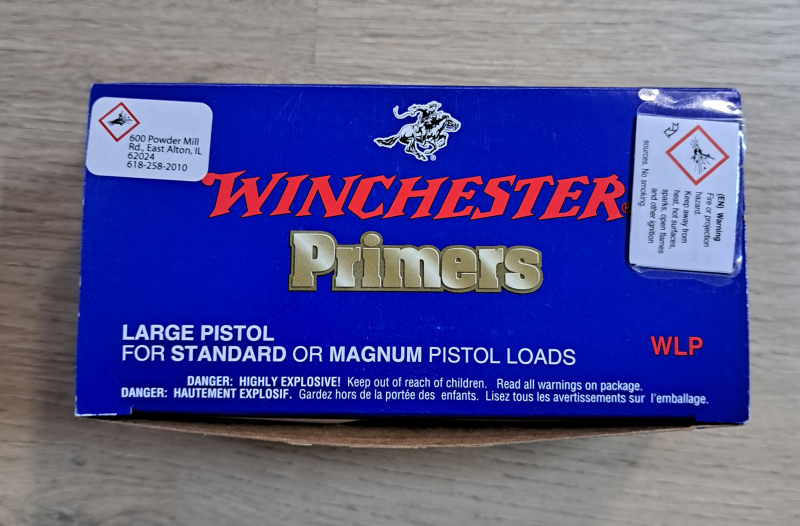 600 Powder Mill
Rd., East Alton, IL
62024
618-258-2010
WINCHESTER®
Primers
LARGE PISTOL
FOR STANDARD OR MAGNUM PISTOL LOADS
WLP
DANGER: HIGHLY EXPLOSIVE! Keep out of reach of children. Read all warnings on package.
DANGER: HAUTEMENT EXPLOSIF. Gardez hors de la portée des enfants. Lisez tous les avertissements sur l'emballage.
(EN) Warning
Fire or projection
hazard.
Keep away from
heat, hot surfaces,
sparks, open flames
and other ignition
sources. No smoking.